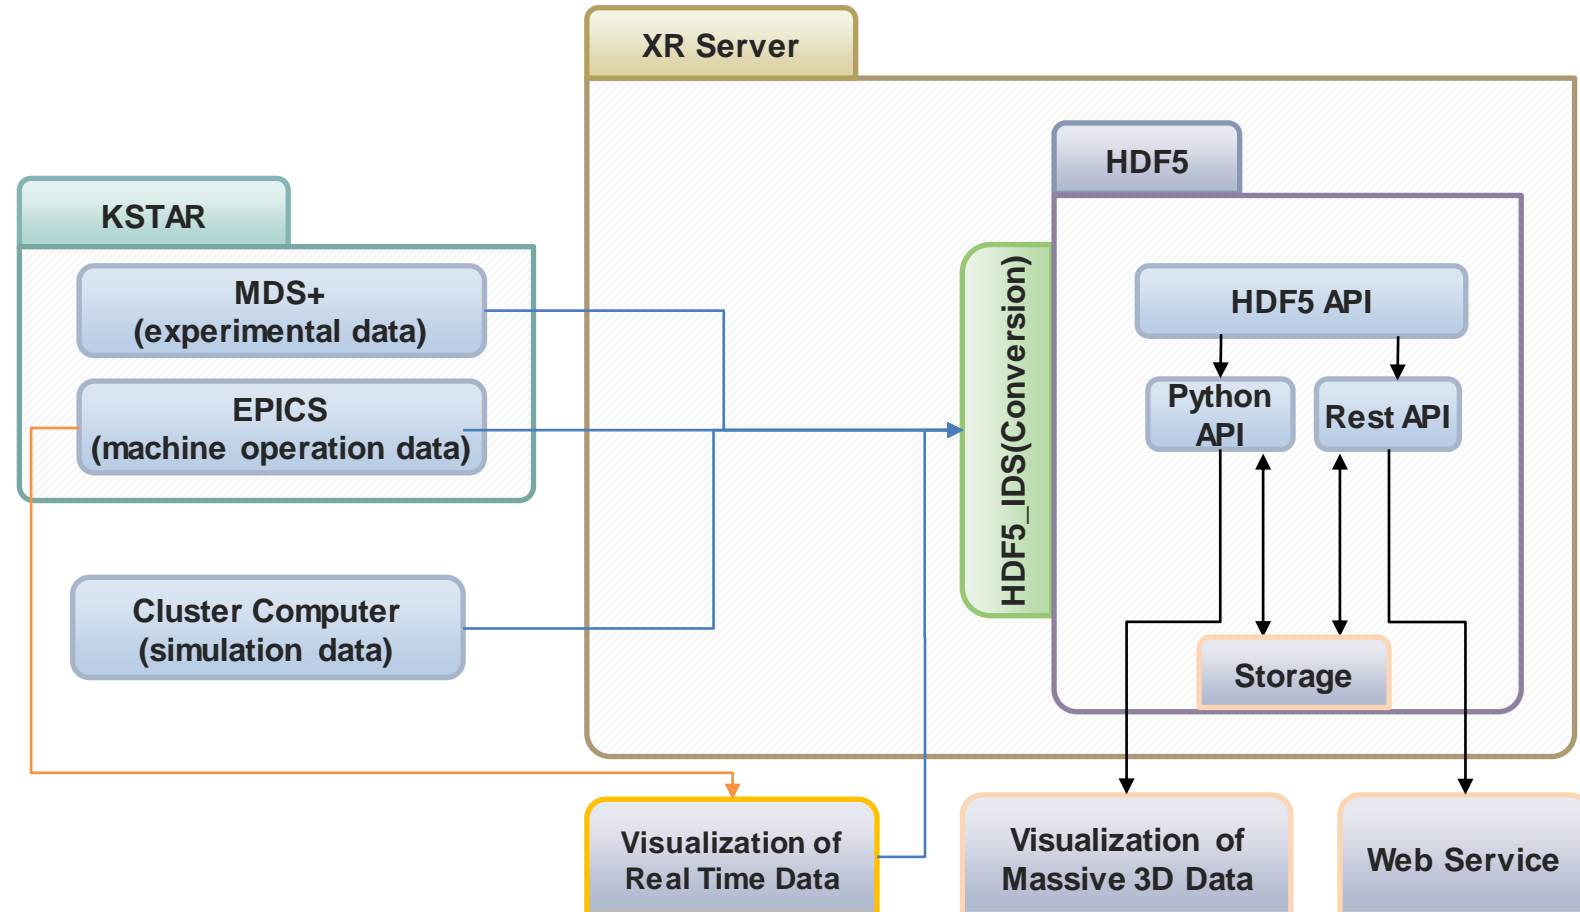 XR Server
HDF5
KSTAR
MDS+
(experimental data)
EPICS
(machine operation data)
HDF5_IDS(Conversion)
HDF5 API
Python
API
Rest API
Cluster Computer
(simulation data)
Storage
Visualization of
Real Time Data
Visualization of
Massive 3D Data
Web Service